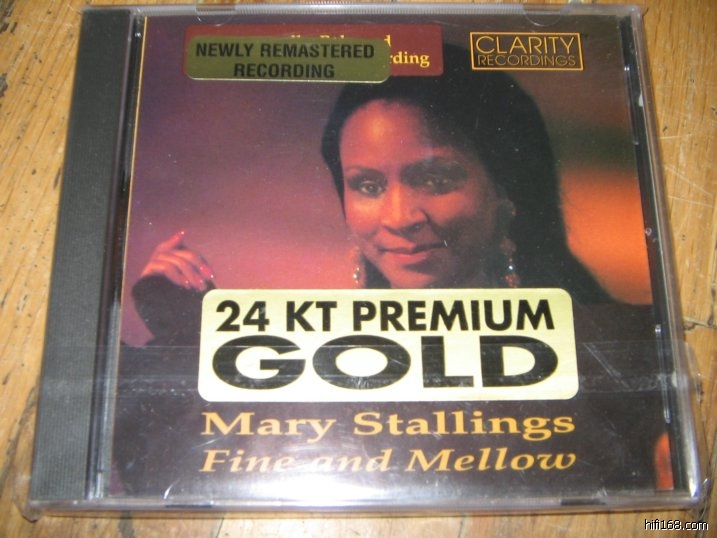 NEWLY REMASTERED
RECORDING
CLARITY
RECORDINGS
24 KT PREMIUM
GOLD
Mary Stallings
Fine and Mellow
hifi168.com